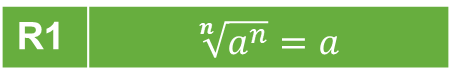 R1 ⁿ√aⁿ = a